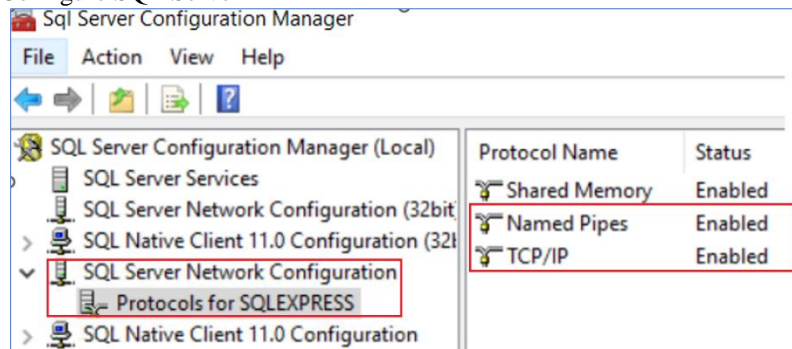 Sql Server Configuration Manager
File Action View Help
SQL Server Configuration Manager (Local)
SQL Server Services
SQL Server Network Configuration (32bit
SQL Native Client 11.0 Configuration (32
SQL Server Network Configuration
Protocols for SQLEXPRESS
SQL Native Client 11.0 Configuration
Protocol Name Status
Shared Memory Enabled
Named Pipes Enabled
TCP/IP Enabled